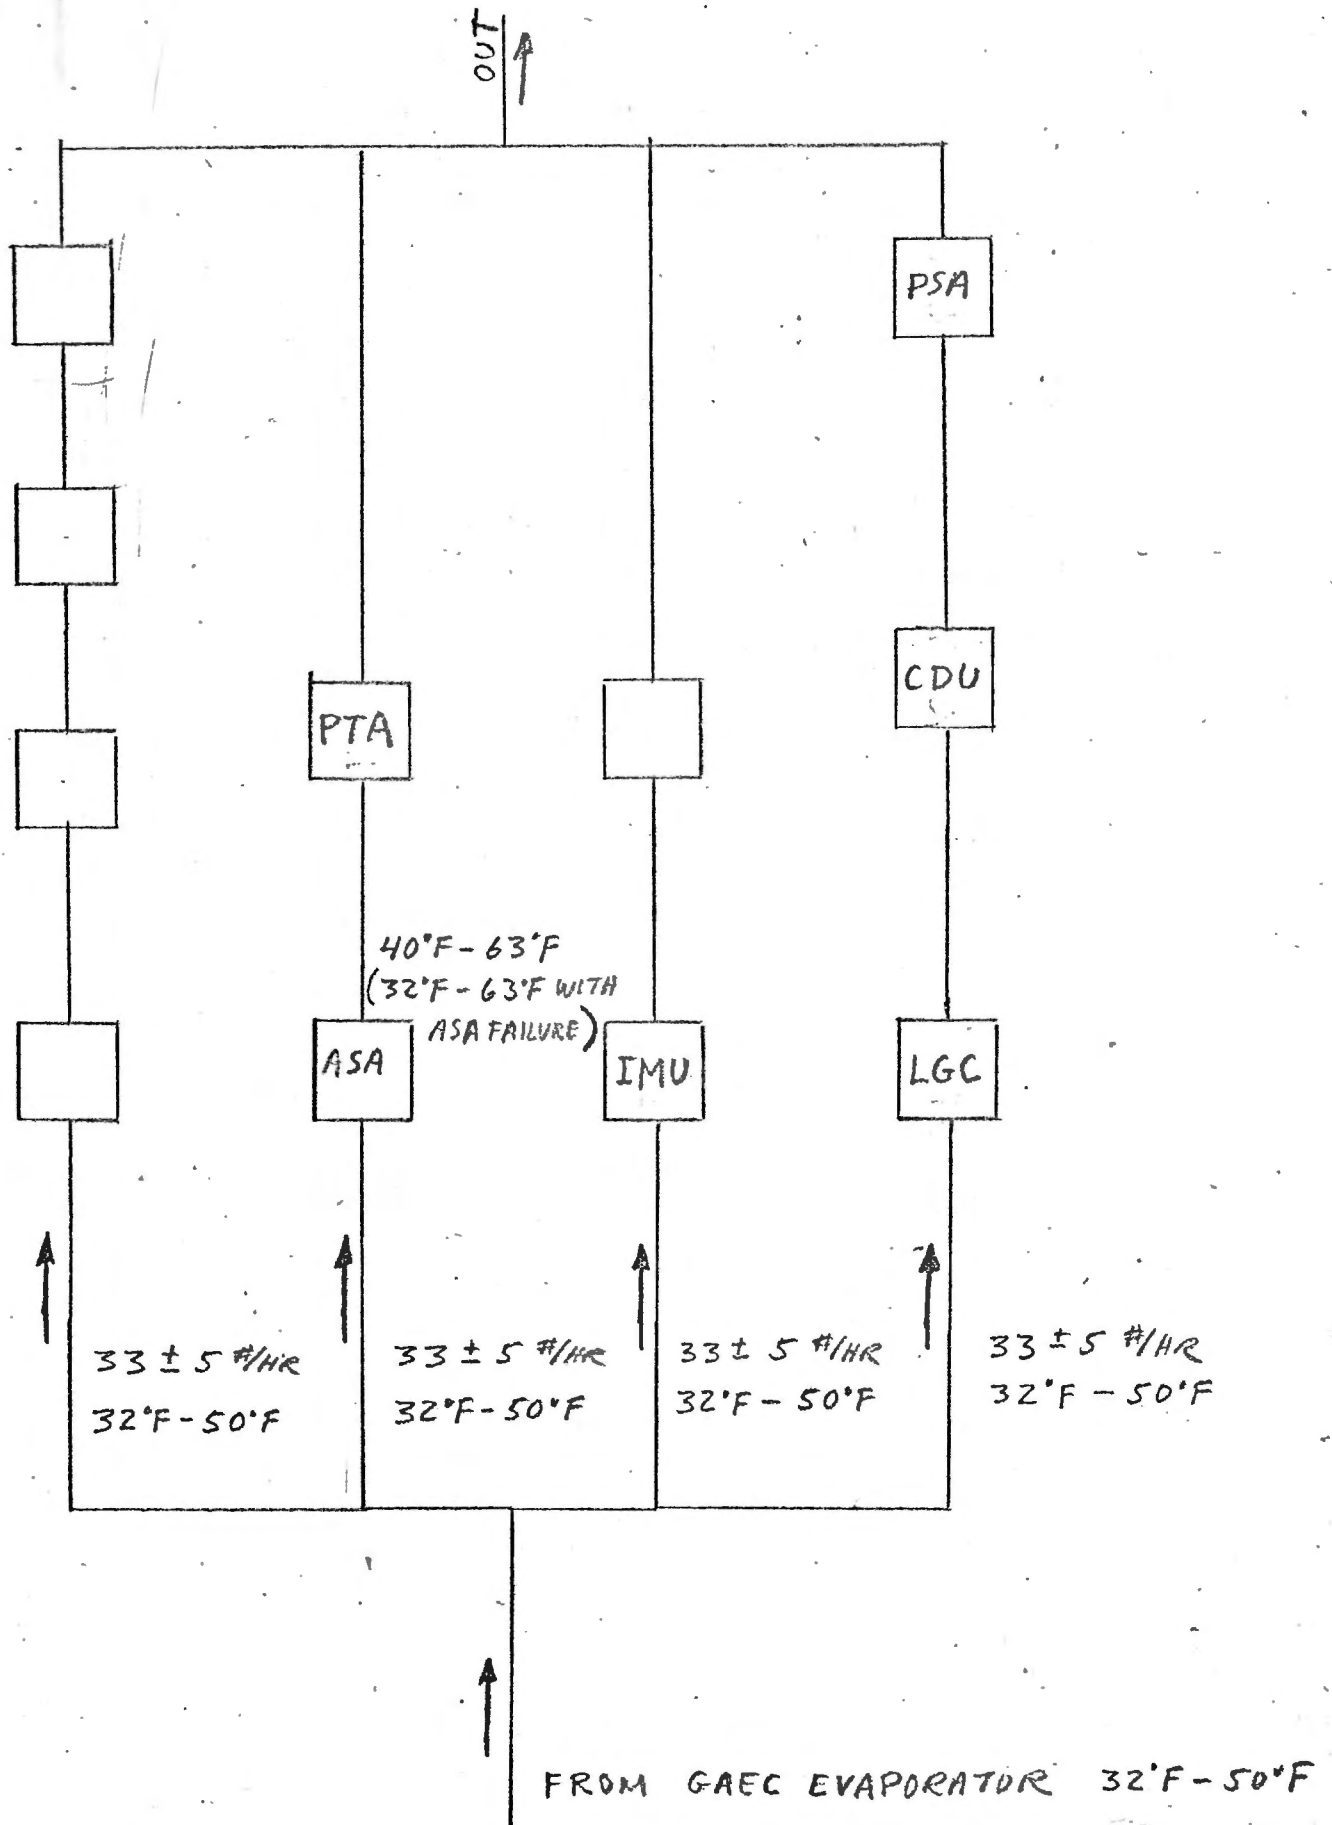 OUT
PSA
CDU
PTA
40°F - 63°F
(32°F - 63°F WITH
ASA FAILURE)
ASA
IMU
LGC
33 ± 5 #/HR
32°F - 50°F
33 ± 5 #/HR
32°F - 50°F
33 ± 5 #/HR
32°F - 50°F
33 ± 5 #/HR
32°F - 50°F
FROM GAEC EVAPORATOR 32°F - 50°F